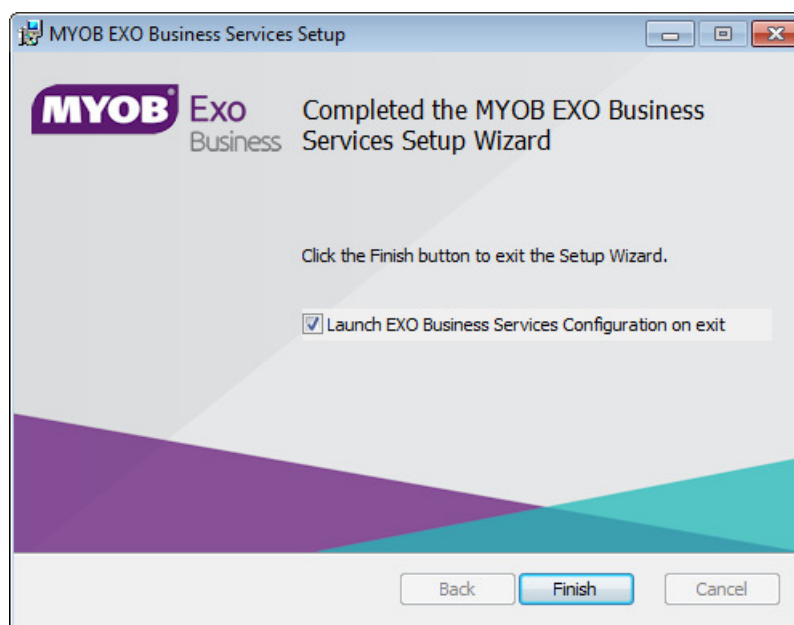 MYOB EXO Business Services Setup
MYOB® Exo
Business
Completed the MYOB EXO Business
Services Setup Wizard
Click the Finish button to exit the Setup Wizard.
Launch EXO Business Services Configuration on exit
Back Finish Cancel